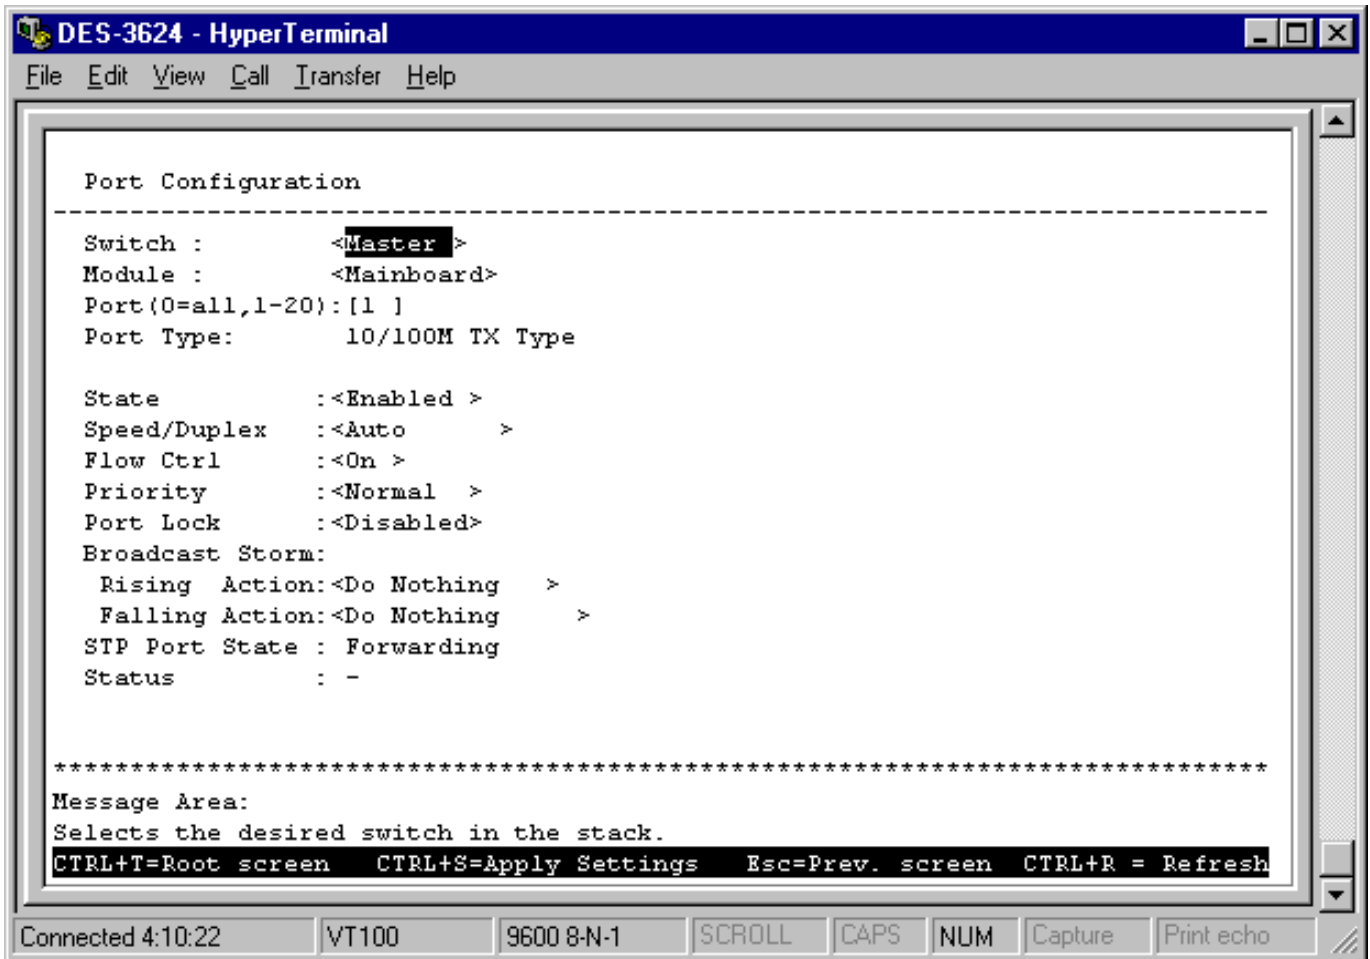 DES-3624 - HyperTerminal
File Edit View Call Transfer Help
Port Configuration
--------------------------------------------------------------------------------
Switch : <Master >
Module : <Mainboard>
Port(0=all,1-20):[1 ]
Port Type: 10/100M TX Type
State :<Enabled >
Speed/Duplex :<Auto >
Flow Ctrl :<On >
Priority :<Normal >
Port Lock :<Disabled>
Broadcast Storm:
Rising Action:<Do Nothing >
Falling Action:<Do Nothing >
STP Port State : Forwarding
Status : -
*******************************************************************************
Message Area:
Selects the desired switch in the stack.
CTRL+T=Root screen CTRL+S=Apply Settings Esc=Prev. screen CTRL+R = Refresh
Connected 4:10:22 VT100 9600 8-N-1 SCROLL CAPS NUM Capture Print echo